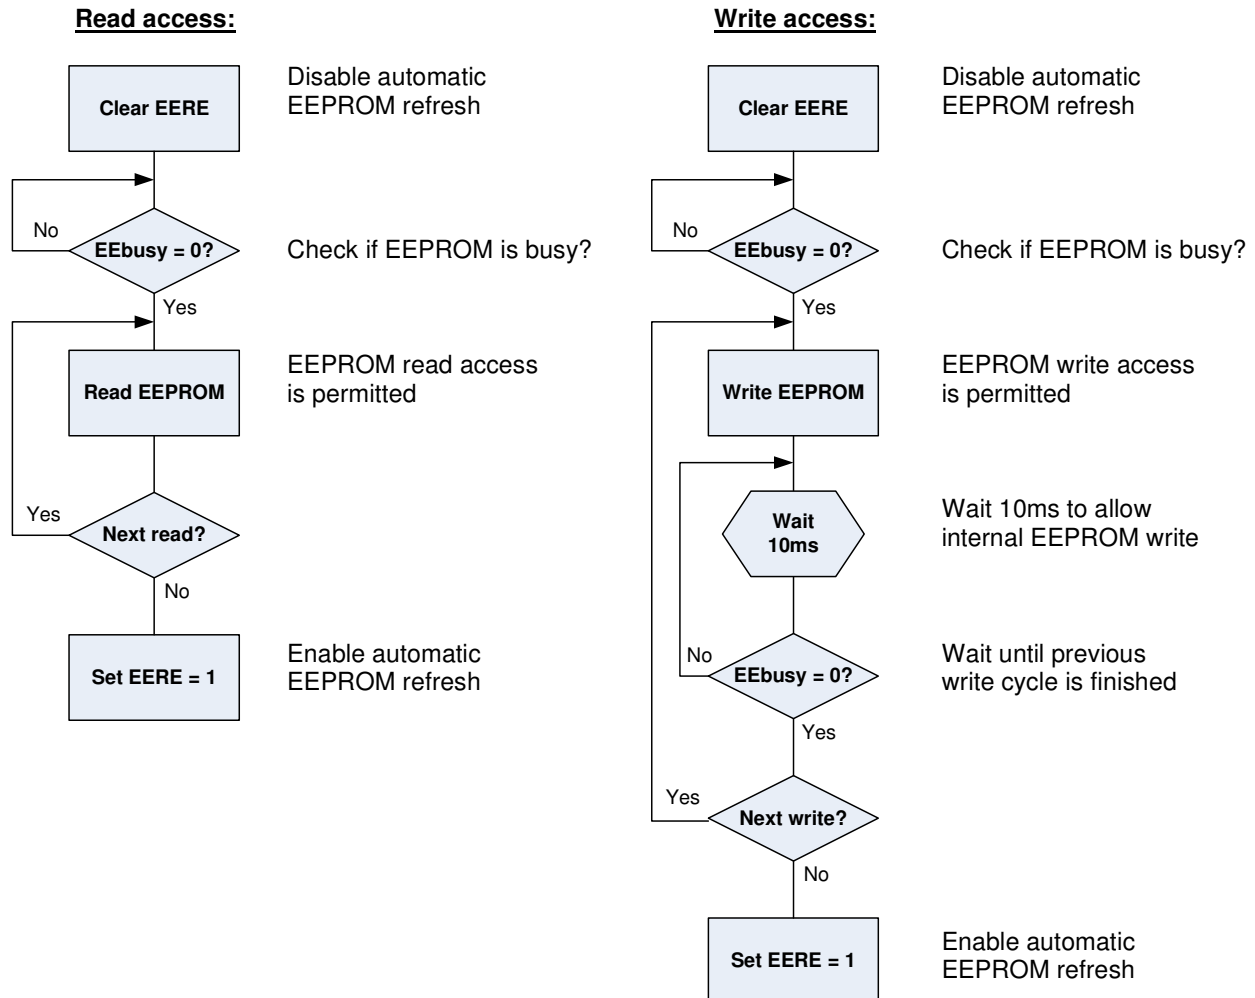 Read access:
Clear EERE
Disable automatic
EEPROM refresh
No
EEbusy = 0?
Check if EEPROM is busy?
Yes
Read EEPROM
EEPROM read access
is permitted
Yes
Next read?
No
Set EERE = 1
Enable automatic
EEPROM refresh
Write access:
Clear EERE
Disable automatic
EEPROM refresh
No
EEbusy = 0?
Check if EEPROM is busy?
Yes
Write EEPROM
EEPROM write access
is permitted
Wait
10ms
Wait 10ms to allow
internal EEPROM write
No
EEbusy = 0?
Wait until previous
write cycle is finished
Yes
Yes
Next write?
No
Set EERE = 1
Enable automatic
EEPROM refresh